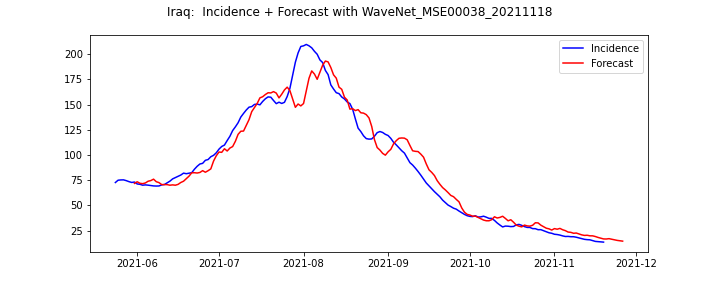 Iraq:  Incidence + Forecast with WaveNet_MSE00038_20211118
Incidence
Forecast
200
175
150
125
100
75
50
25
2021-06 2021-07 2021-08 2021-09 2021-10 2021-11 2021-12